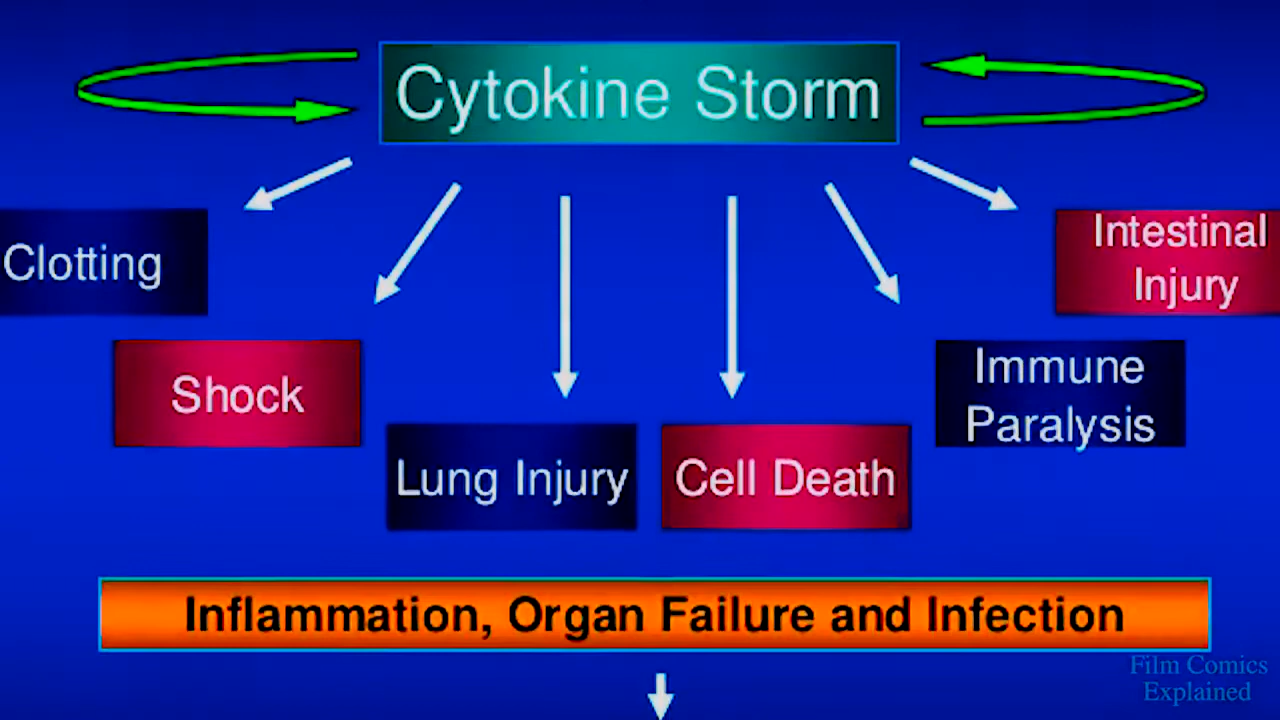 Cytokine Storm
Clotting
Intestinal
Injury
Shock
Immune
Paralysis
Lung Injury
Cell Death
Inflammation, Organ Failure and Infection
Film Comics
Explained